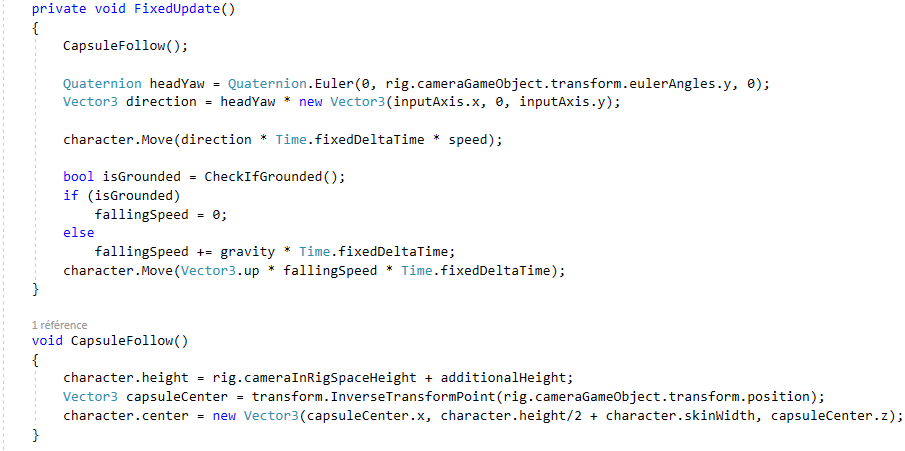 private void FixedUpdate()
{
    CapsuleFollow();

    Quaternion headYaw = Quaternion.Euler(0, rig.cameraGameObject.transform.eulerAngles.y, 0);
    Vector3 direction = headYaw * new Vector3(inputAxis.x, 0, inputAxis.y);

    character.Move(direction * Time.fixedDeltaTime * speed);

    bool isGrounded = CheckIfGrounded();
    if (isGrounded)
        fallingSpeed = 0;
    else
        fallingSpeed += gravity * Time.fixedDeltaTime;
    character.Move(Vector3.up * fallingSpeed * Time.fixedDeltaTime);
}

1 référence
void CapsuleFollow()
{
    character.height = rig.cameraInRigSpaceHeight + additionalHeight;
    Vector3 capsuleCenter = transform.InverseTransformPoint(rig.cameraGameObject.transform.position);
    character.center = new Vector3(capsuleCenter.x, character.height/2 + character.skinWidth, capsuleCenter.z);
}